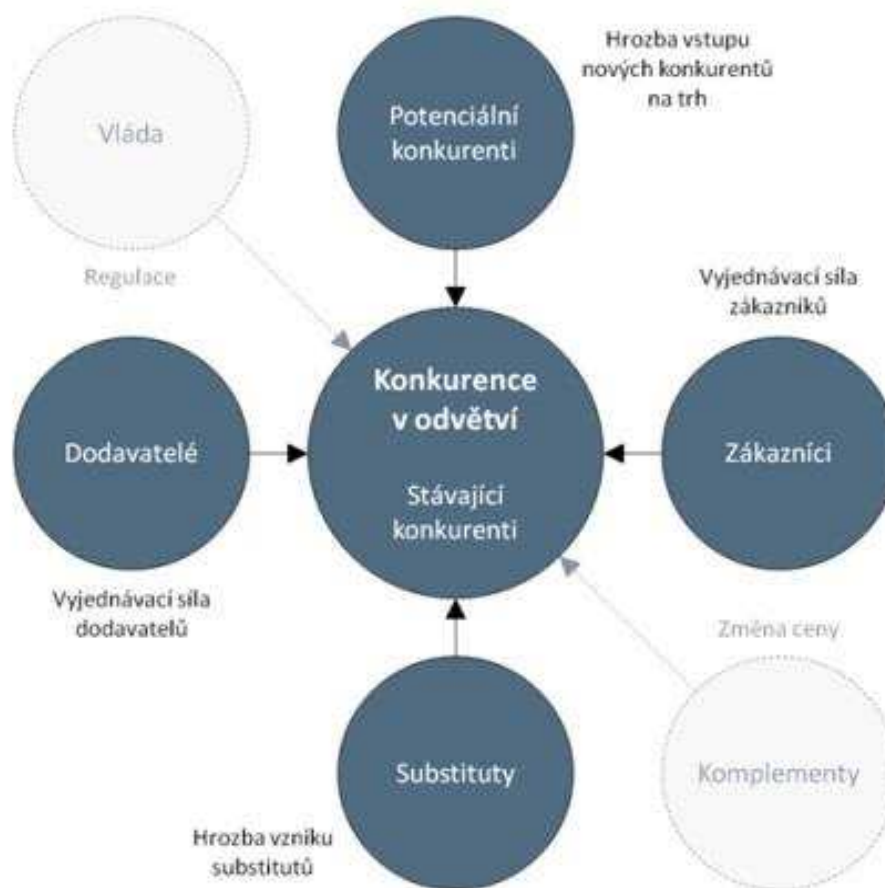 Hrozba vstupu
nových konkurentů
na trh
Vláda
Potenciální
konkurenti
Regulace
Vyjednávací síla
zákazníků
Konkurence
v odvětví
Dodavatelé
Zákazníci
Stávající
konkurenti
Vyjednávací síla
dodavatelů
Změna ceny
Substituty
Komplementy
Hrozba vzniku
substitutů